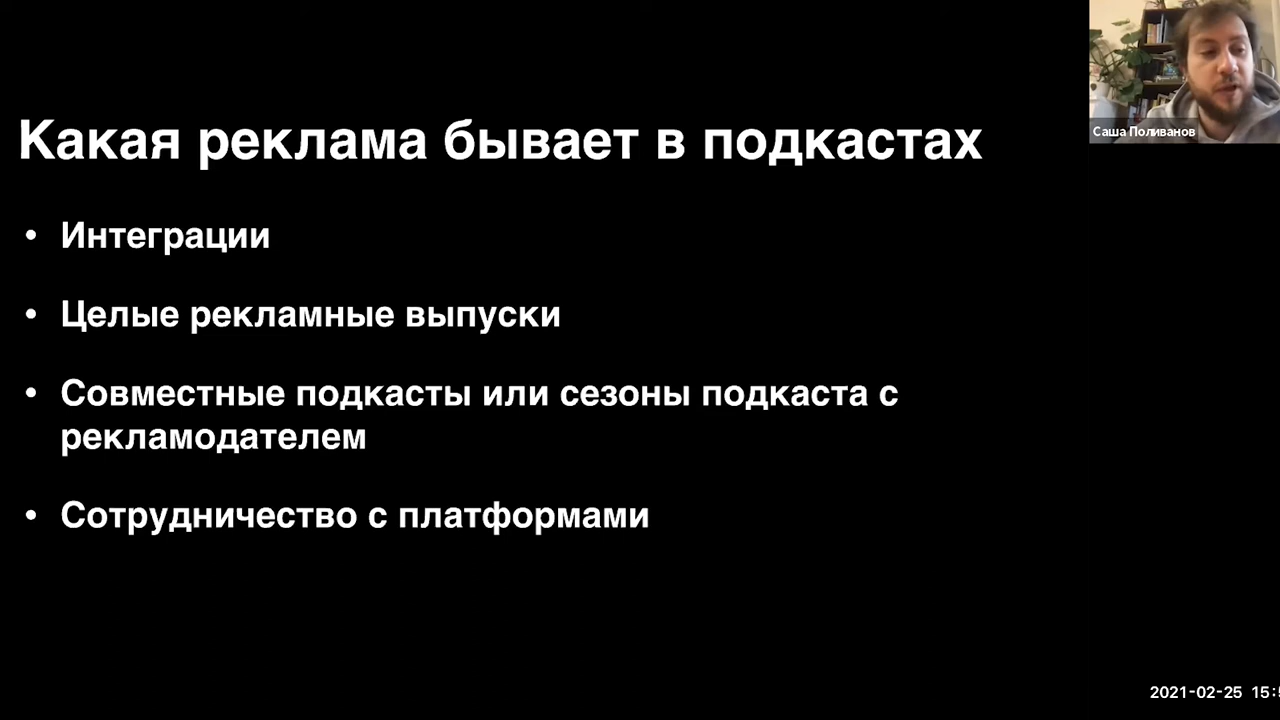 Какая реклама бывает в подкастах
• Интеграции
• Целые рекламные выпуски
• Совместные подкасты или сезоны подкаста с
рекламодателем
• Сотрудничество с платформами
Саша Поливанов
2021-02-25 15: